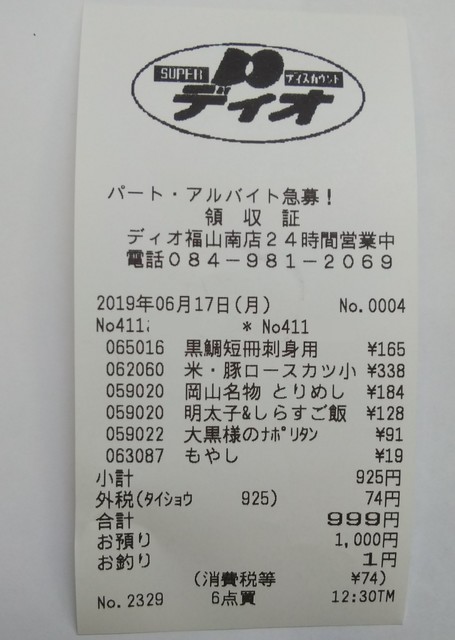 SUPER ディスカウント
ディオ
パート・アルバイト急募!
領収証
ディオ福山南店24時間営業中
電話084-981-2069
2019年06月17日(月) No.0004
No411 * No411
065016 黒鯛短冊刺身用 ¥165
062060 米・豚ロースカツ小 ¥338
059020 岡山名物 とりめし ¥184
059020 明太子&しらすご飯 ¥128
059022 大黒様のナポリタン ¥91
063087 もやし ¥19
小計 925円
外税(タイショウ 925) 74円
合計 999円
お預り 1,000円
お釣り 1円
(消費税等 ¥74)
No.2329 6点買 12:30TM